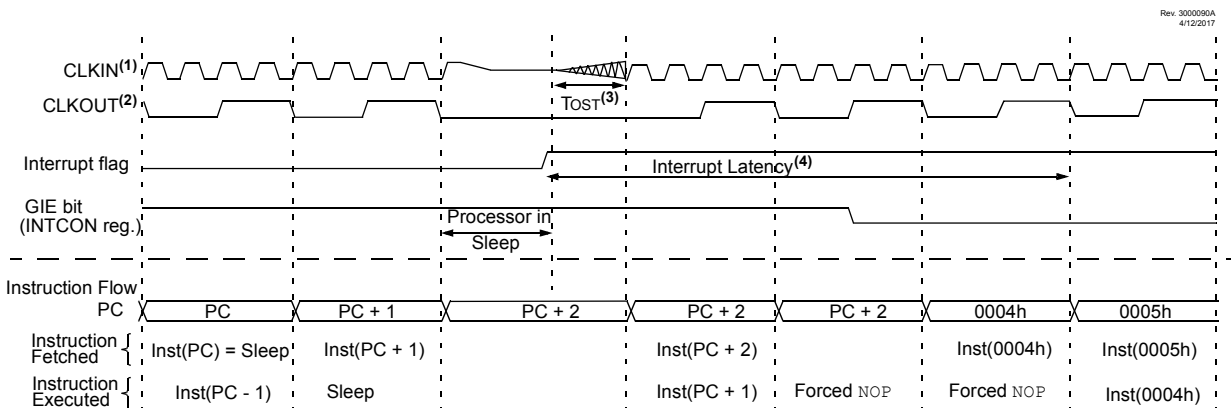 Rev. 3000090A
4/12/2017
CLKIN(1)
CLKOUT(2)
TOST(3)
Interrupt flag
Interrupt Latency(4)
GIE bit
(INTCON reg.)
Processor in
Sleep
Instruction Flow
PC PC PC + 1 PC + 2 PC + 2 PC + 2 0004h 0005h
Instruction
Fetched { Inst(PC) = Sleep Inst(PC + 1) Inst(PC + 2) Inst(0004h) Inst(0005h)
Instruction
Executed { Inst(PC - 1) Sleep Inst(PC + 1) Forced NOP Forced NOP Inst(0004h)